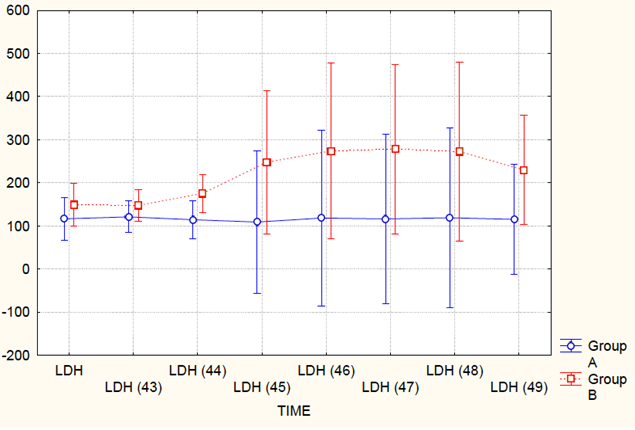 600
500
400
300
200
100
0
-100
-200
LDH
LDH (43)
LDH (44)
LDH (45)
LDH (46)
LDH (47)
LDH (48)
LDH (49)
TIME
Group
A
Group
B